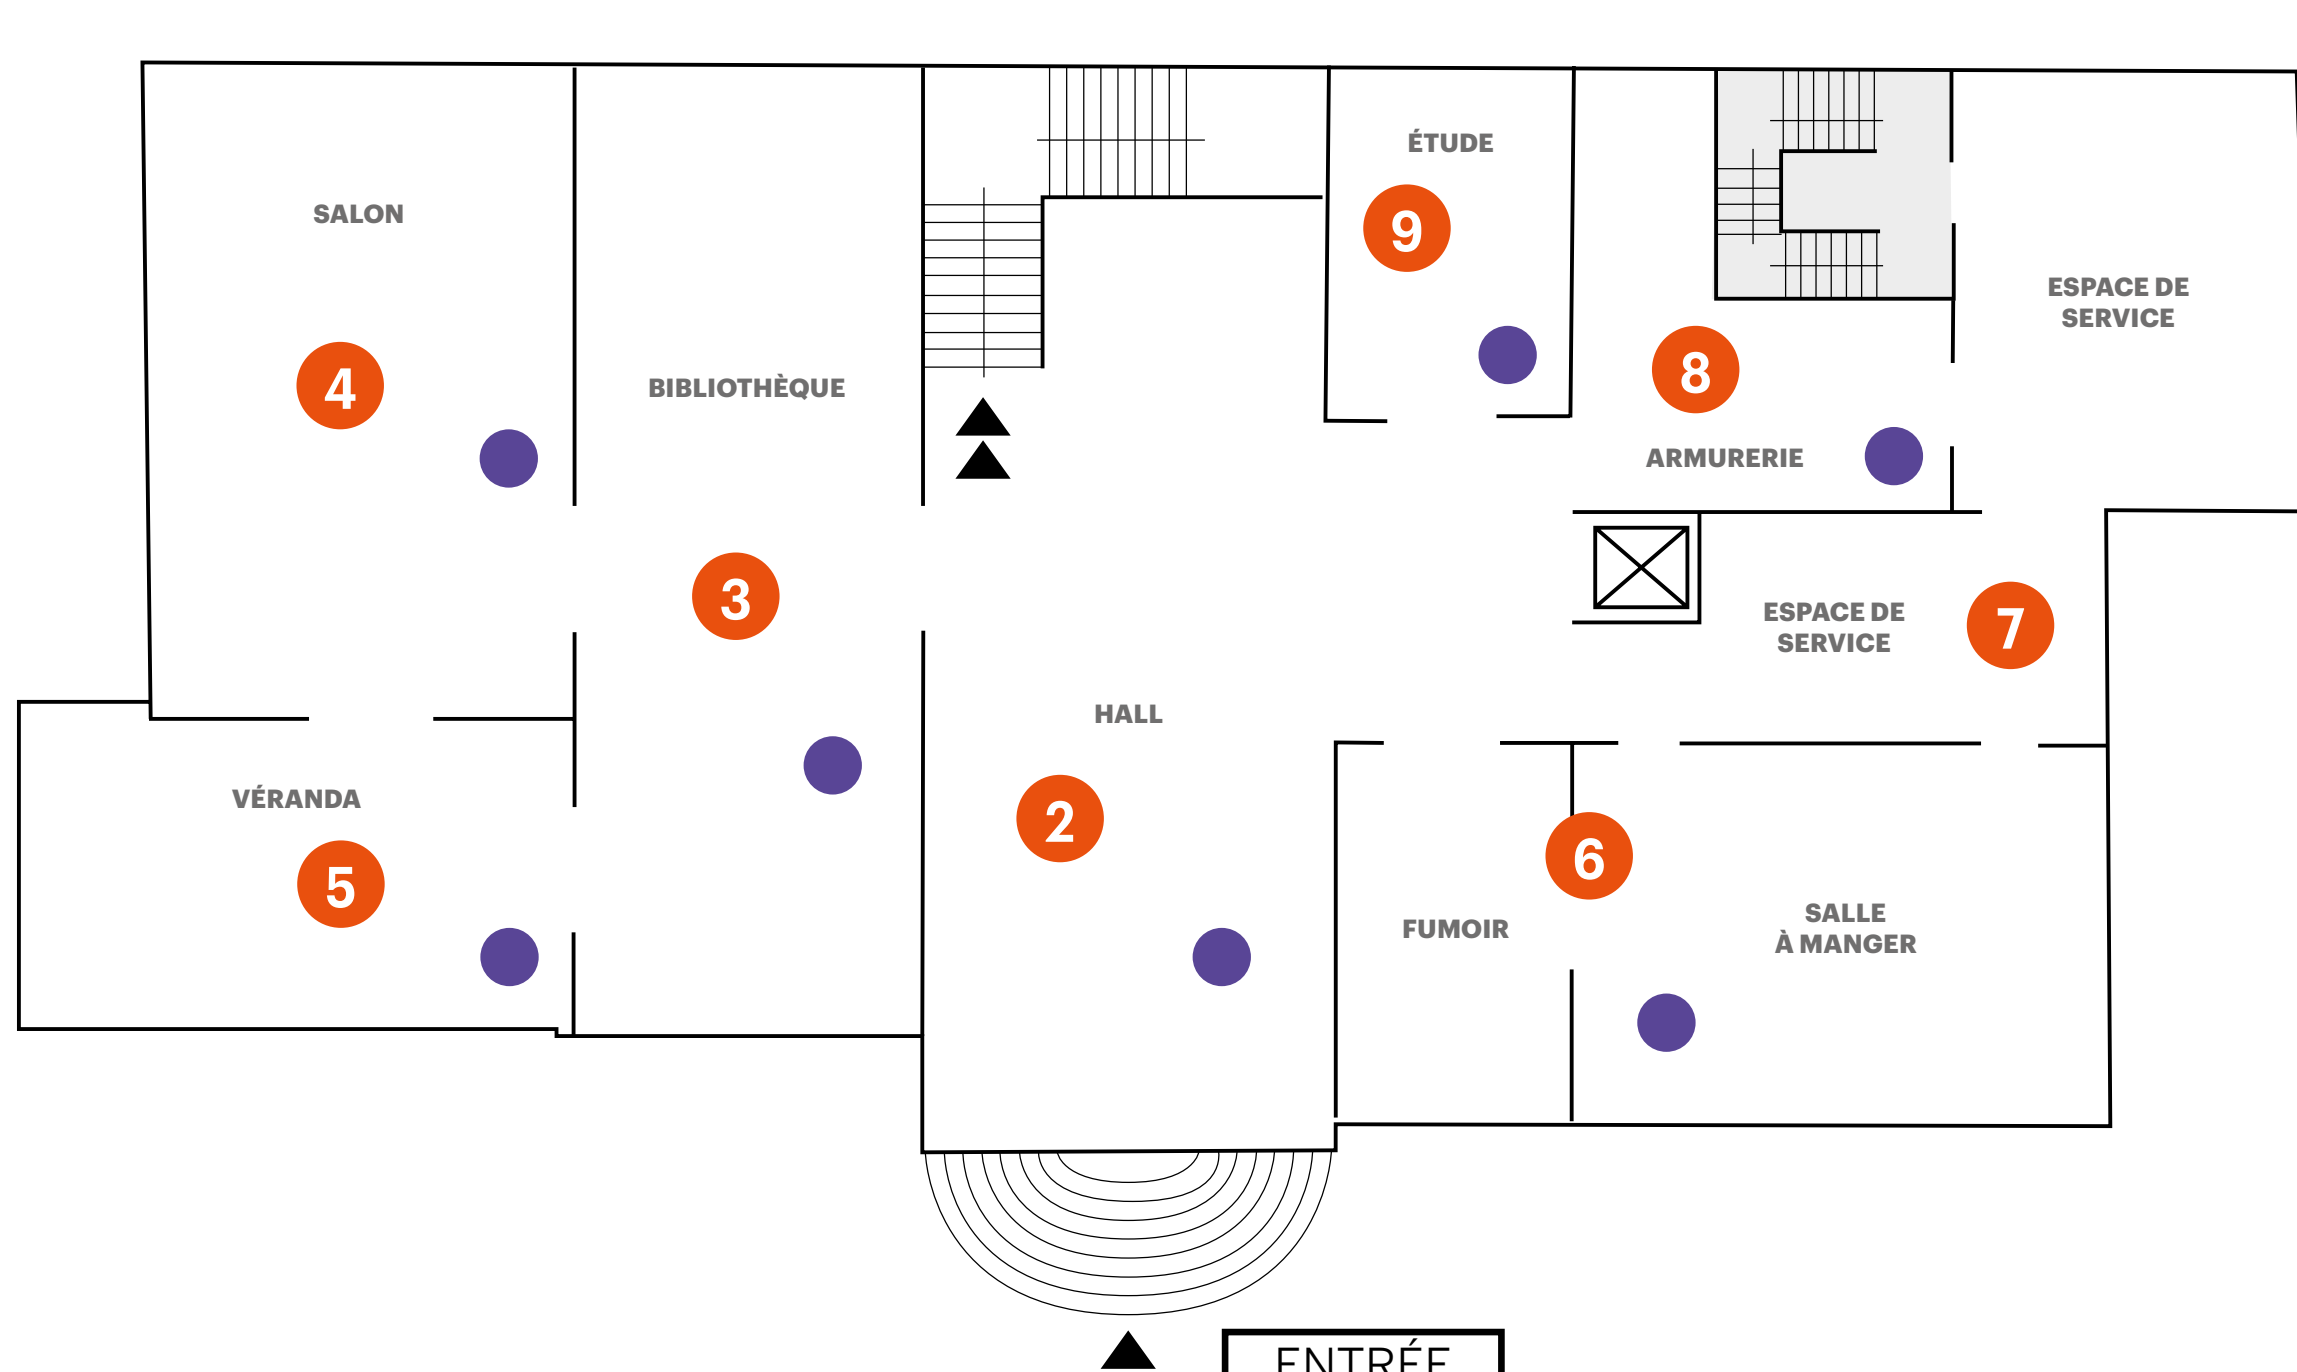 ÉTUDE
9
SALON
ESPACE DE
SERVICE
4
BIBLIOTHÈQUE
8
ARMURERIE
3
ESPACE DE
SERVICE
7
HALL
VÉRANDA
2
5
6
FUMOIR
SALLE
À MANGER
ENTRÉE